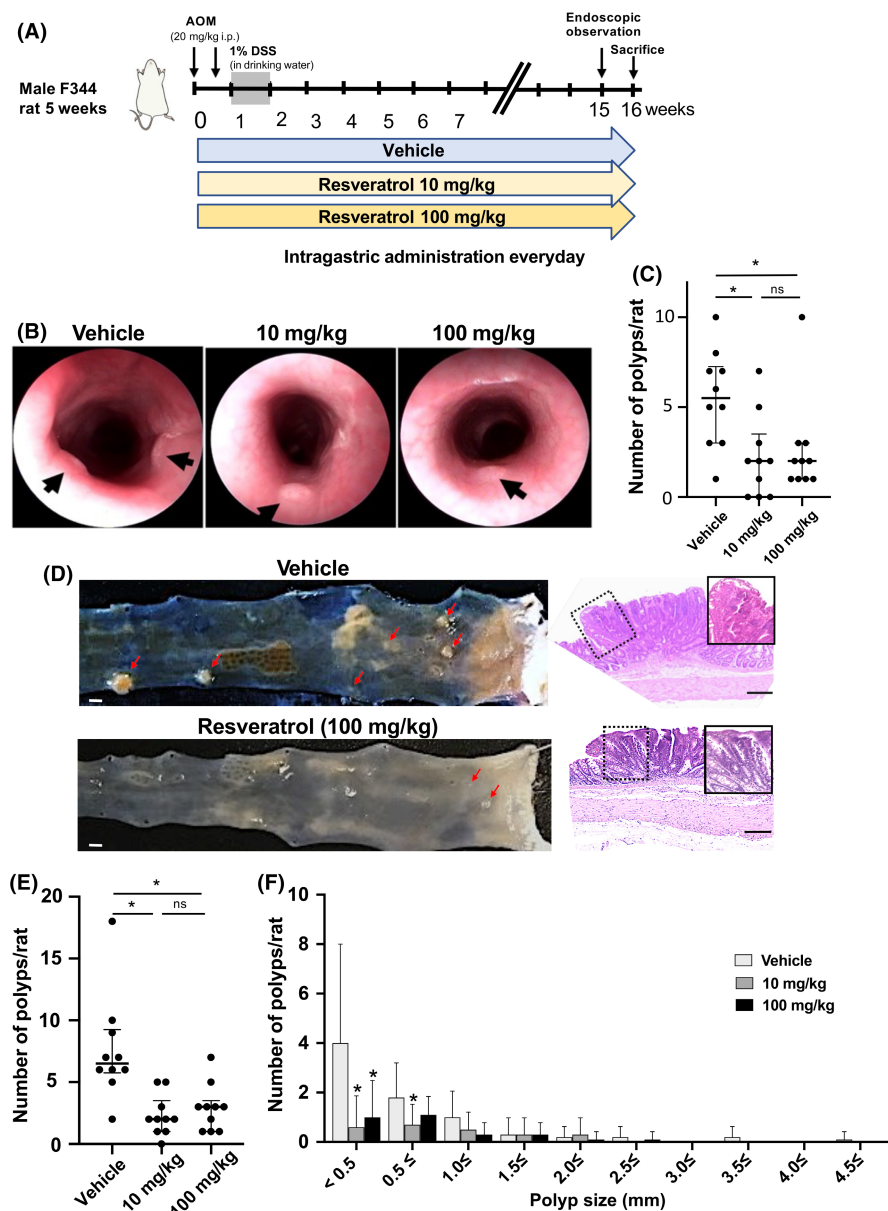 (A)
AOM
(20 mg/kg i.p.)
1% DSS
(in drinking water)
Endoscopic
observation
Sacrifice
Male F344
rat 5 weeks
0 1 2 3 4 5 6 7 15 16 weeks
Vehicle
Resveratrol 10 mg/kg
Resveratrol 100 mg/kg
Intragastric administration everyday
(B)
Vehicle 10 mg/kg 100 mg/kg
(C)
*
* ns
Number of polyps/rat
10
5
0
Vehicle
10 mg/kg
100 mg/kg
(D)
Vehicle
Resveratrol (100 mg/kg)
(E)
*
* ns
Number of polyps/rat
20
15
10
5
0
Vehicle
10 mg/kg
100 mg/kg
(F)
Number of polyps/rat
10
8
6
4
2
0
* * *
Vehicle
10 mg/kg
100 mg/kg
< 0.5
0.5 ≤
1.0≤
1.5≤
2.0≤
2.5≤
3.0≤
3.5≤
4.0≤
4.5≤
Polyp size (mm)